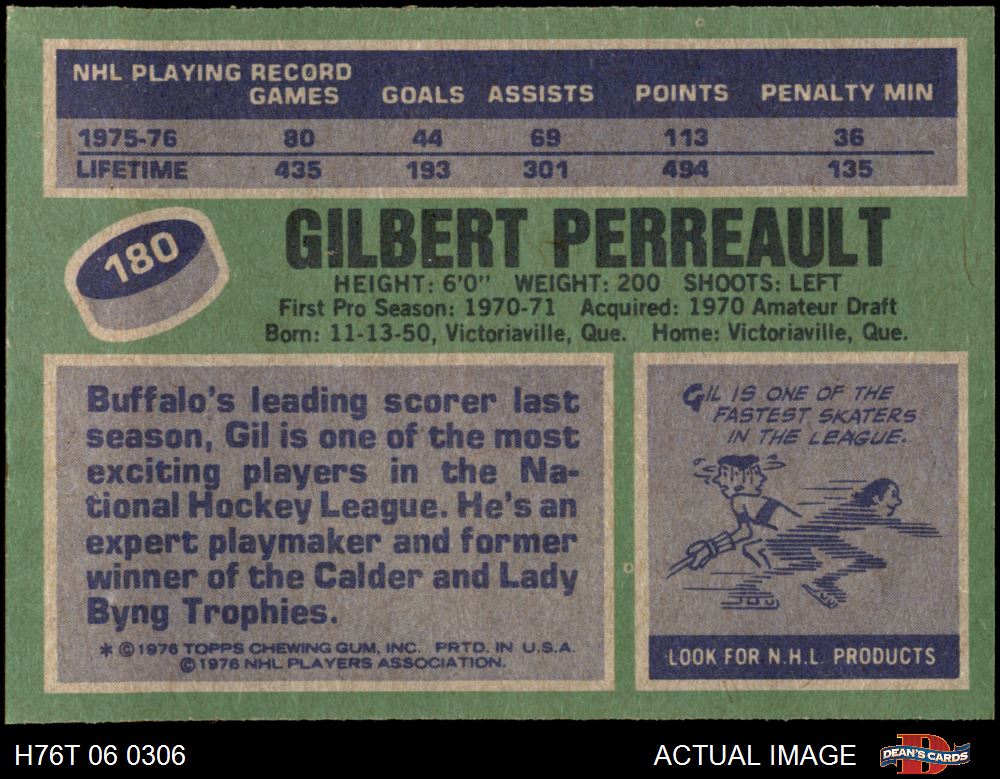 NHL PLAYING RECORD
GAMES GOALS ASSISTS POINTS PENALTY MIN
1975-76 80 44 69 113 36
LIFETIME 435 193 301 494 135
180
GILBERT PERREAULT
HEIGHT: 6'0" WEIGHT: 200 SHOOTS: LEFT
First Pro Season: 1970-71 Acquired: 1970 Amateur Draft
Born: 11-13-50, Victoriaville, Que. Home: Victoriaville, Que.
Buffalo's leading scorer last
season, Gil is one of the most
exciting players in the Na-
tional Hockey League. He's an
expert playmaker and former
winner of the Calder and Lady
Byng Trophies.
* © 1976 TOPPS CHEWING GUM, INC. PRTD. IN U.S.A.
© 1976 NHL PLAYERS ASSOCIATION.
GIL IS ONE OF THE
FASTEST SKATERS
IN THE LEAGUE.
LOOK FOR N.H.L. PRODUCTS
H76T 06 0306 ACTUAL IMAGE DEAN'S CARDS